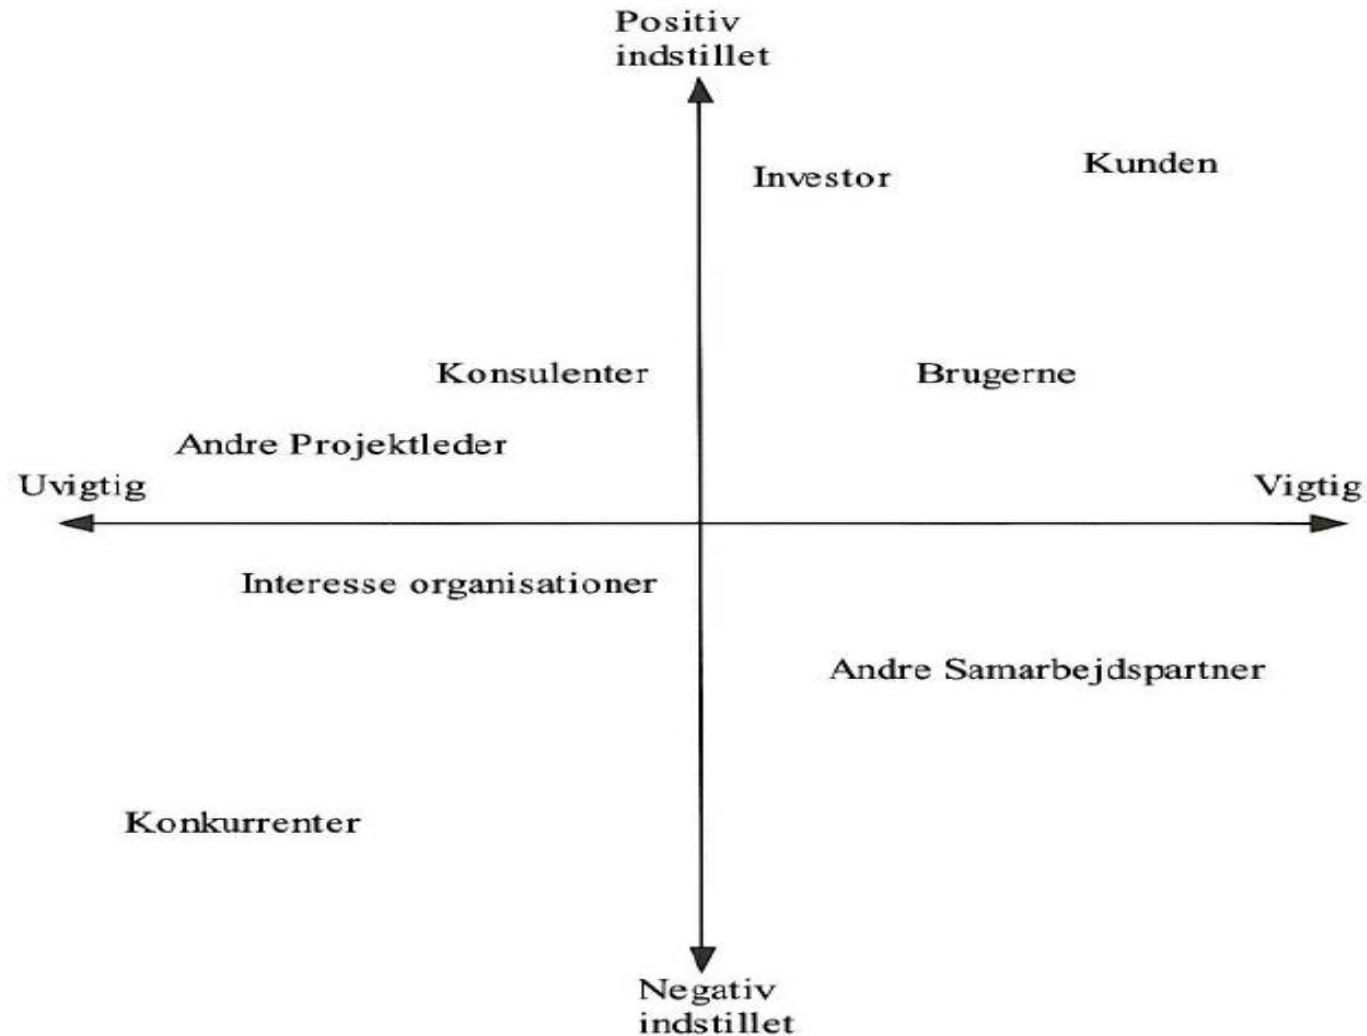 Positiv
indstillet
Kunden
Investor
Konsulenter
Brugerne
Andre Projektleder
Uvigtig
Vigtig
Interesse organisationer
Andre Samarbejdspartner
Konkurrenter
Negativ
indstillet